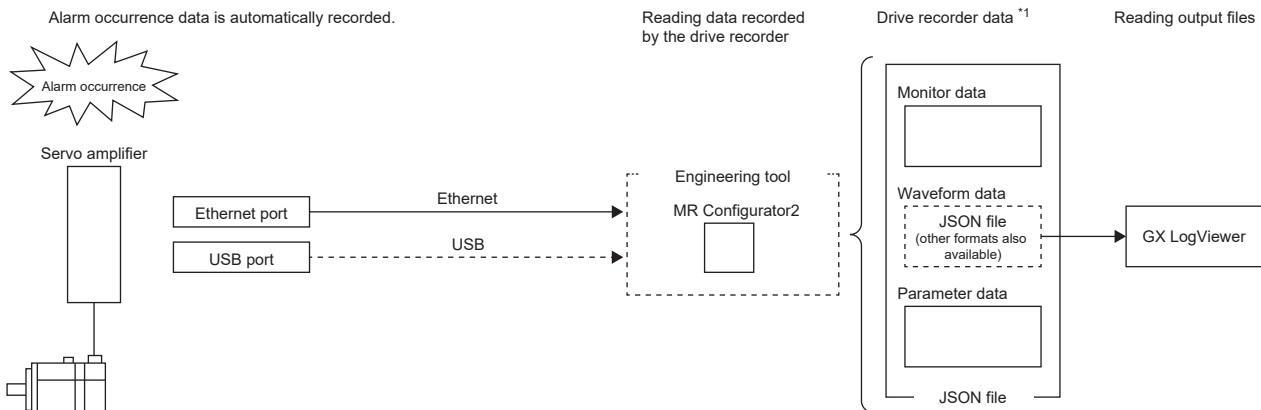 Alarm occurrence data is automatically recorded.
Reading data recorded
by the drive recorder
Drive recorder data *1
Reading output files
Alarm occurrence
Servo amplifier
Ethernet port
USB port
Ethernet
USB
Engineering tool
MR Configurator2
Monitor data
Waveform data
JSON file
(other formats also
available)
Parameter data
JSON file
GX LogViewer